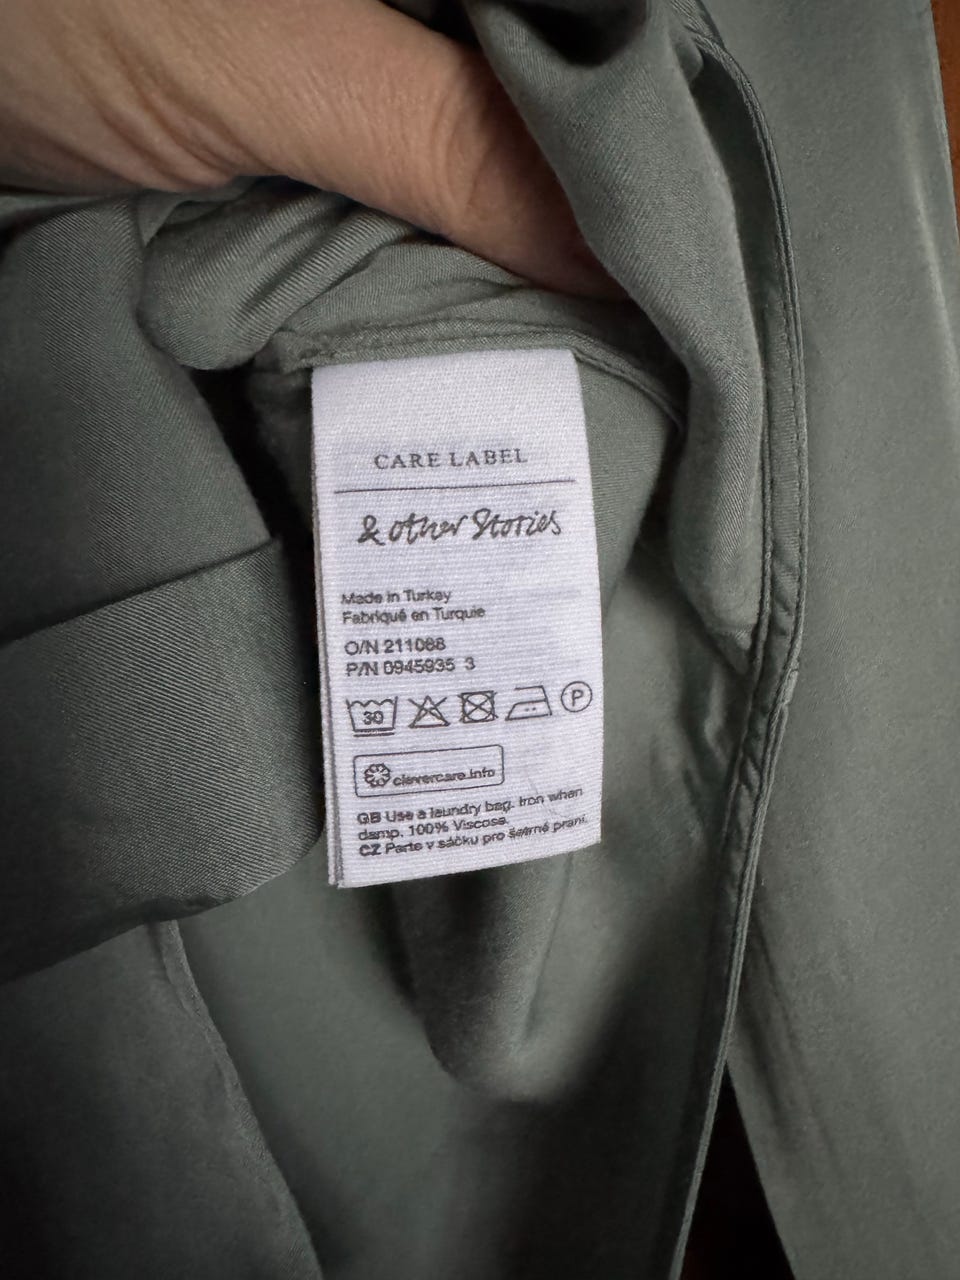 CARE LABEL
& other Stories
Made in Turkey
Fabriqué en Turquie
O/N 211088
P/N 0945935 3
30
P
clevercare.info
GB Use a laundry bag. Iron when
damp. 100% Viscose.
CZ Perte v sáčku pro šetrné praní.